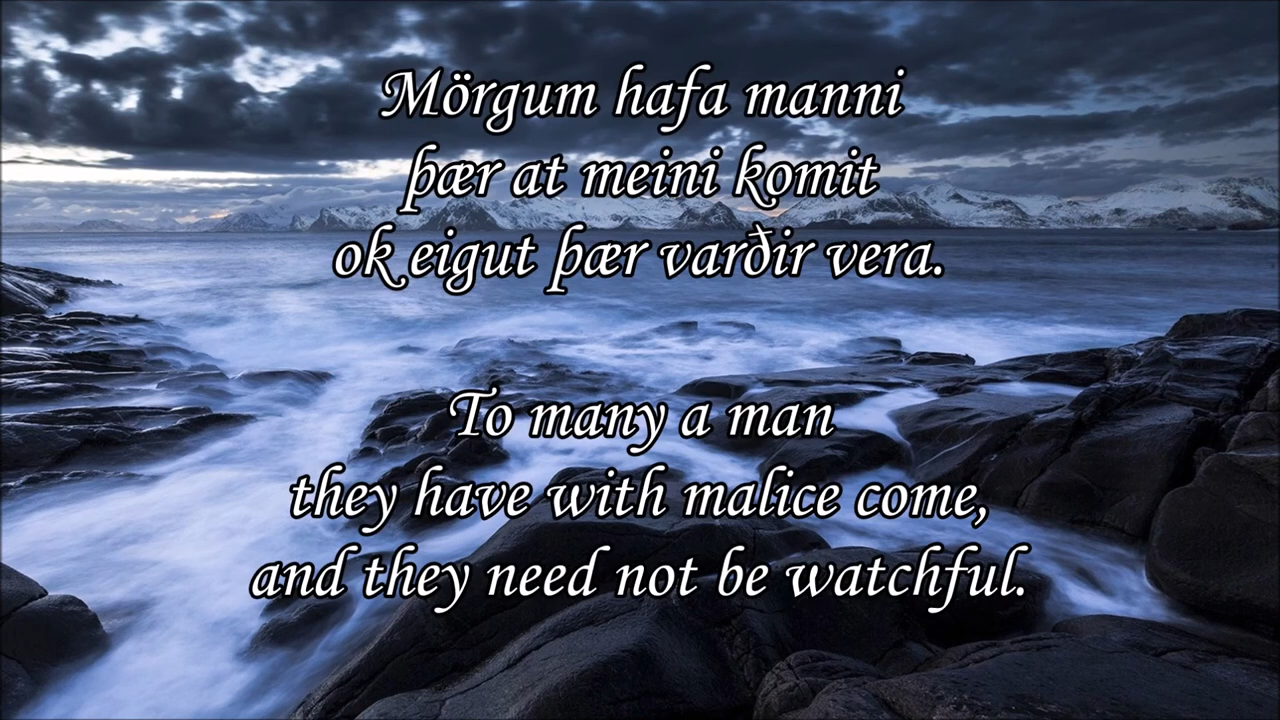 Mörgum hafa manni
þær at meini komit
ok eigut þær varðir vera.
To many a man
they have with malice come,
and they need not be watchful.